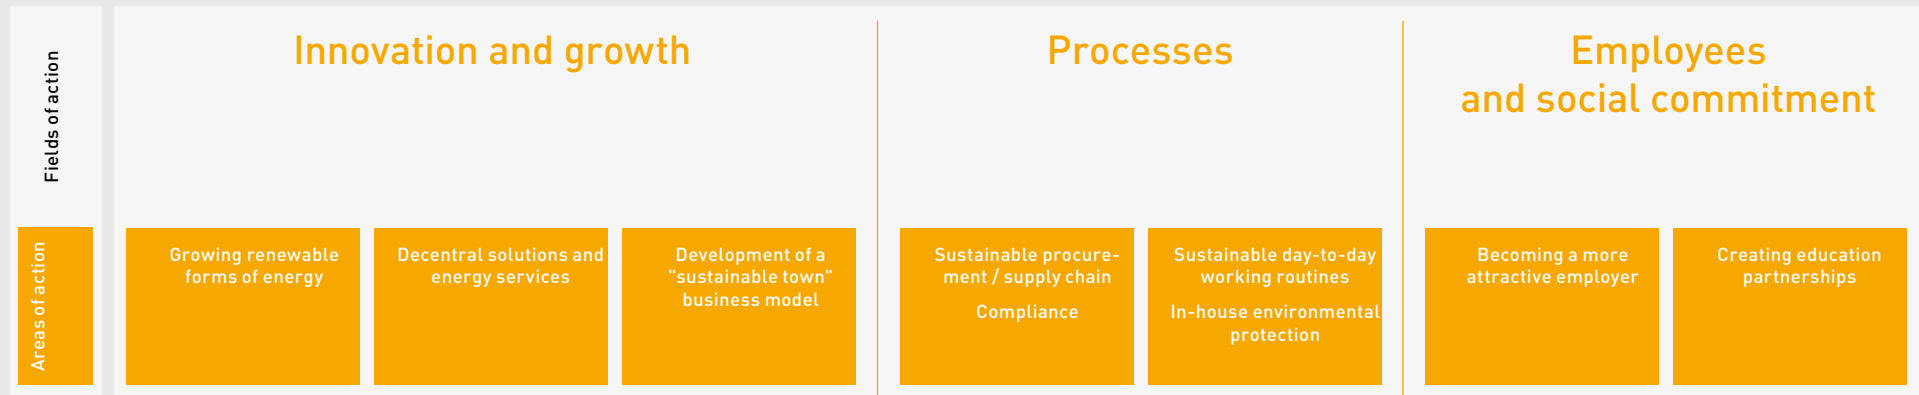 Fields of action
Innovation and growth
Processes
Employees
and social commitment
Areas of action
Growing renewable
forms of energy
Decentral solutions and
energy services
Development of a
"sustainable town"
business model
Sustainable procure-
ment / supply chain
Compliance
Sustainable day-to-day
working routines
In-house environmental
protection
Becoming a more
attractive employer
Creating education
partnerships